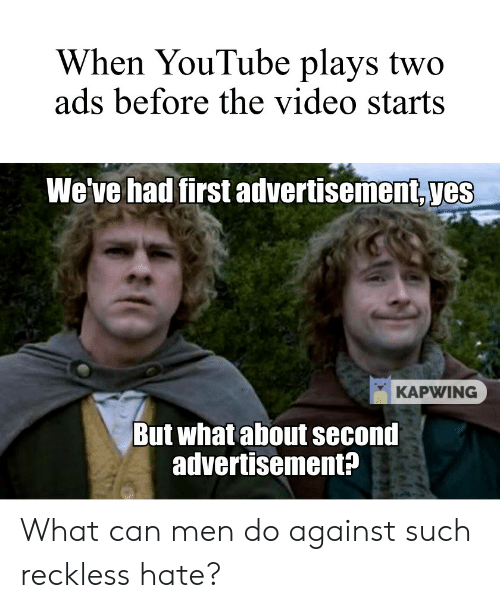 When YouTube plays two
ads before the video starts
We've had first advertisement, yes
KAPWING
But what about second
advertisement?
What can men do against such
reckless hate?